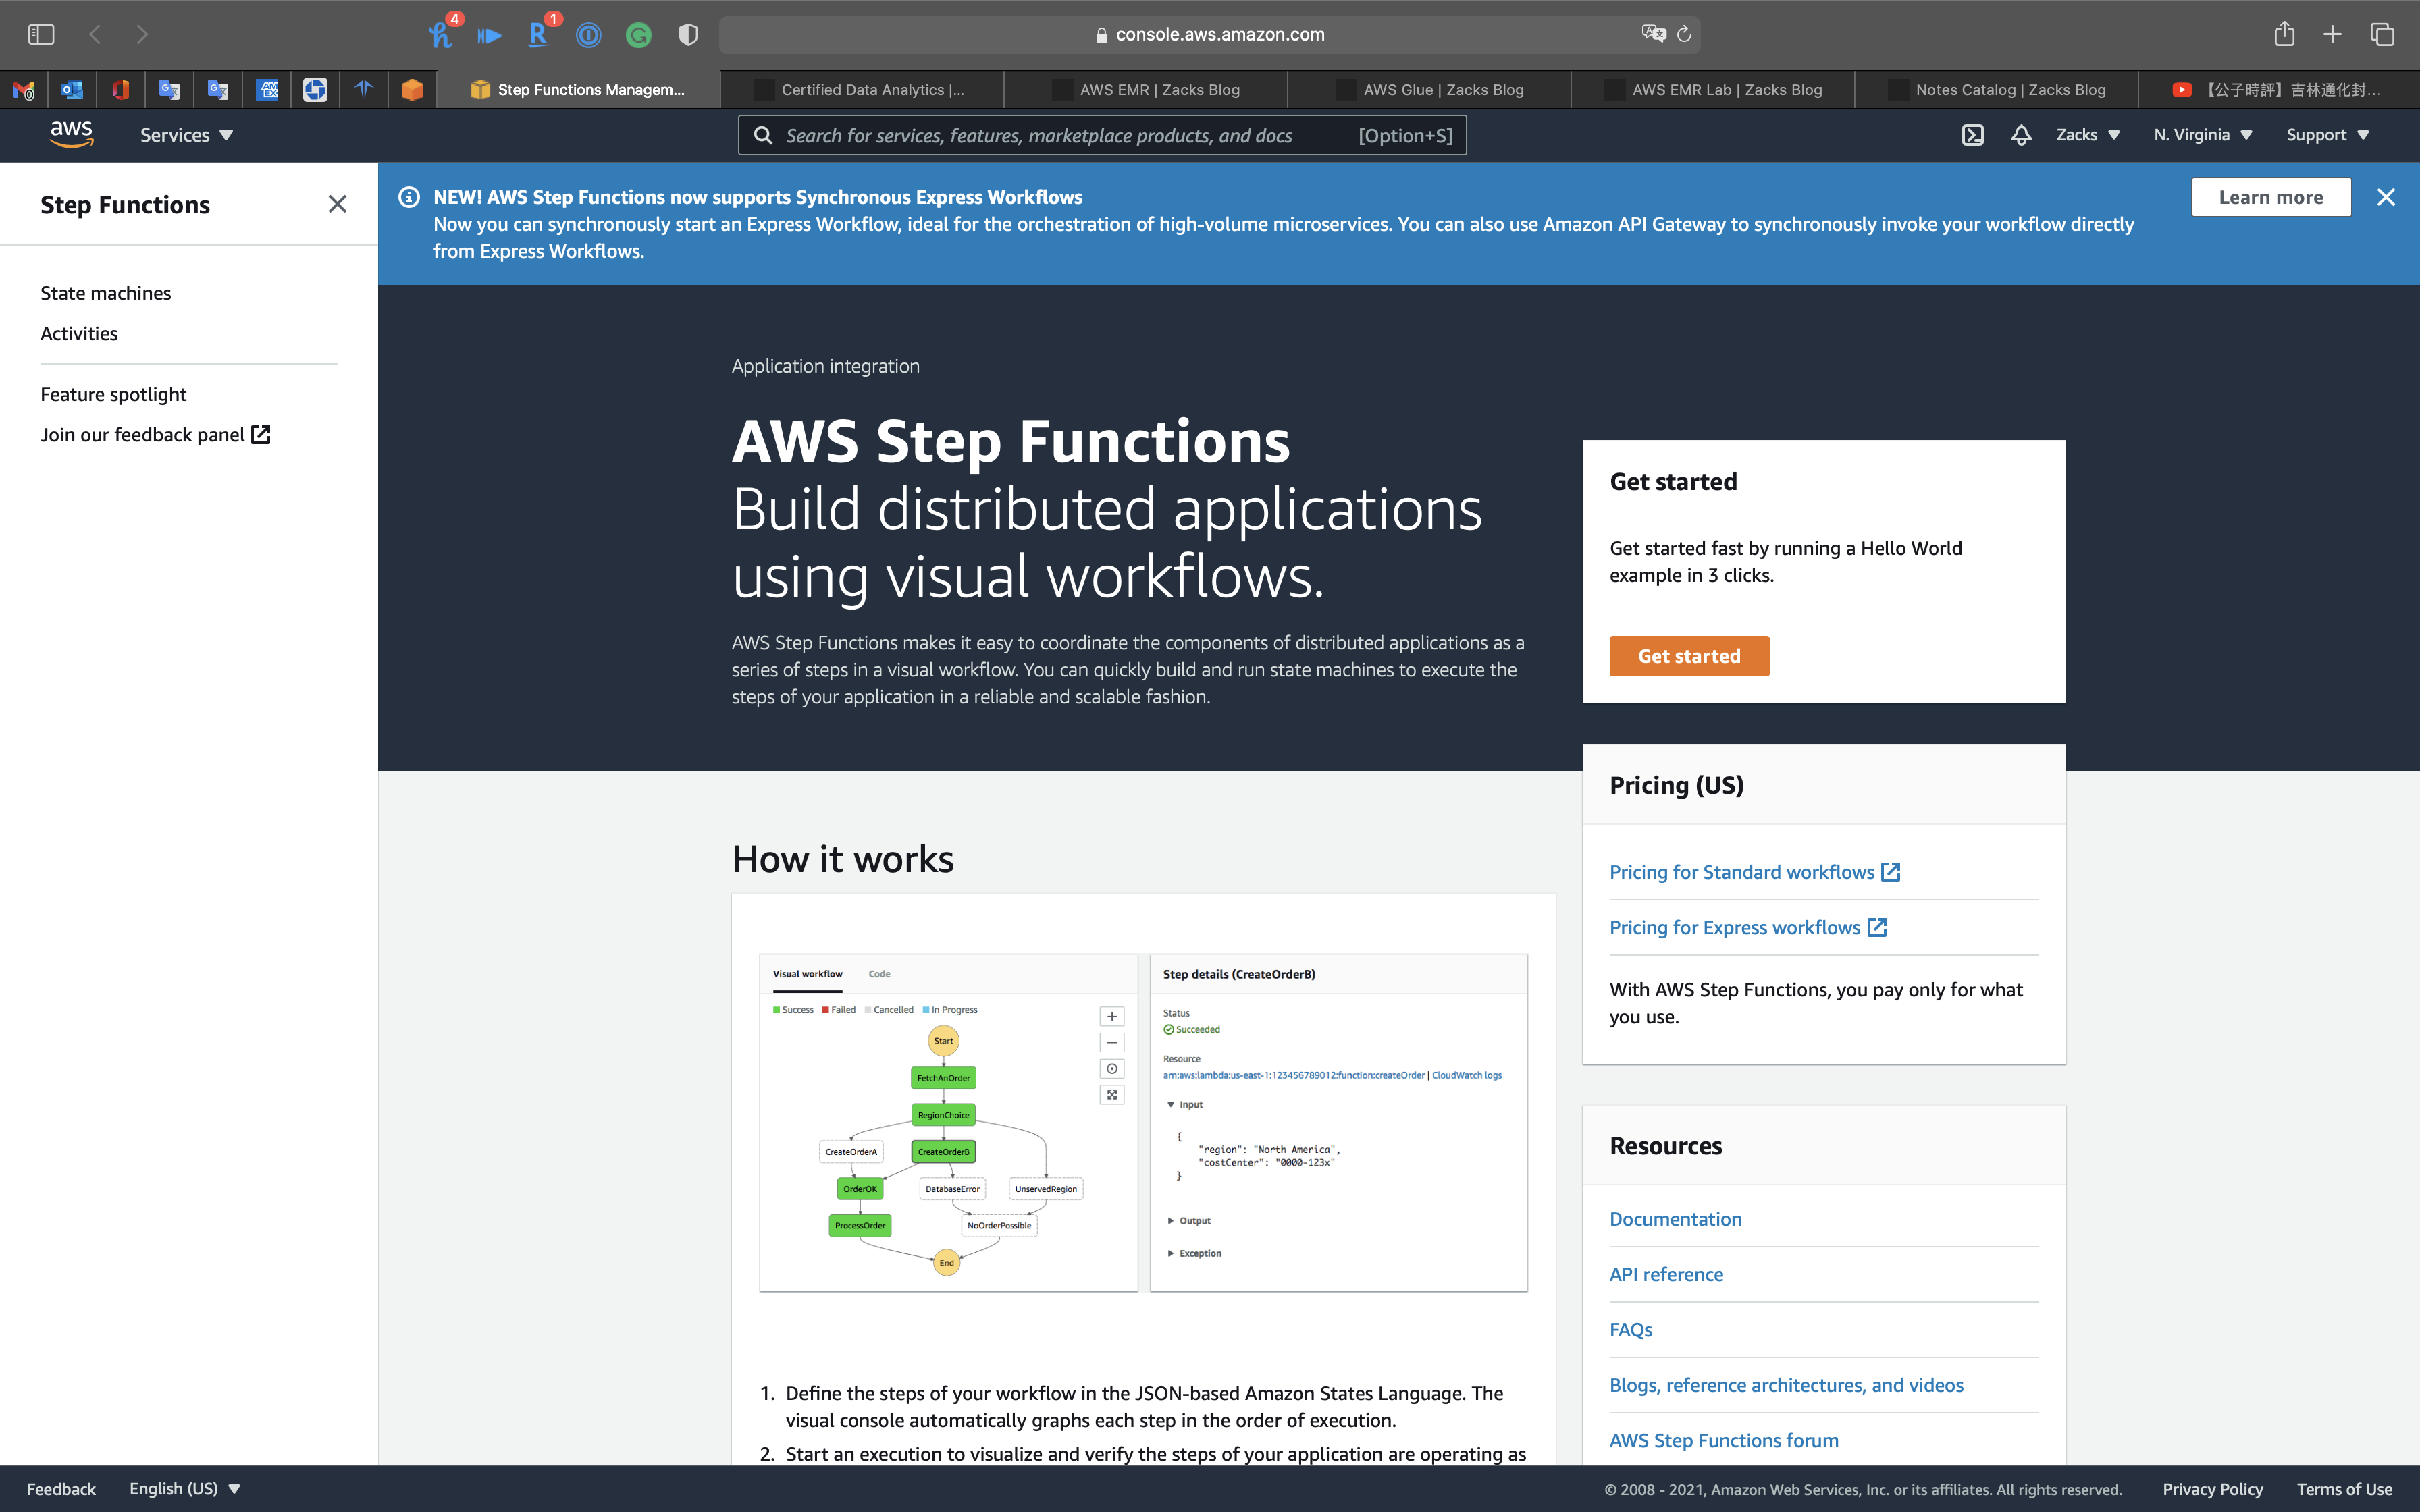 4
1
console.aws.amazon.com
Step Functions Managem...
Certified Data Analytics |...
AWS EMR | Zacks Blog
AWS Glue | Zacks Blog
AWS EMR Lab | Zacks Blog
Notes Catalog | Zacks Blog
【公子時評】吉林通化封...
aws
Services
Search for services, features, marketplace products, and docs
[Option+S]
Zacks
N. Virginia
Support
Step Functions
State machines
Activities
Feature spotlight
Join our feedback panel
NEW! AWS Step Functions now supports Synchronous Express Workflows
Now you can synchronously start an Express Workflow, ideal for the orchestration of high-volume microservices. You can also use Amazon API Gateway to synchronously invoke your workflow directly
from Express Workflows.
Learn more
Application integration
AWS Step Functions
Build distributed applications
using visual workflows.
AWS Step Functions makes it easy to coordinate the components of distributed applications as a
series of steps in a visual workflow. You can quickly build and run state machines to execute the
steps of your application in a reliable and scalable fashion.
Get started
Get started fast by running a Hello World
example in 3 clicks.
Get started
Pricing (US)
Pricing for Standard workflows
Pricing for Express workflows
With AWS Step Functions, you pay only for what
you use.
Resources
Documentation
API reference
FAQs
Blogs, reference architectures, and videos
AWS Step Functions forum
How it works
Visual workflow
Code
Success
Failed
Cancelled
In Progress
Start
FetchAnOrder
RegionChoice
CreateOrderA
CreateOrderB
OrderOK
DatabaseError
UnservedRegion
ProcessOrder
NoOrderPossible
End
Step details (CreateOrderB)
Status
Succeeded
Resource
arn:aws:lambda:us-east-1:123456789012:function:createOrder | CloudWatch logs
Input
{
"region": "North America",
"costCenter": "0000-123x"
}
Output
Exception
1. Define the steps of your workflow in the JSON-based Amazon States Language. The
visual console automatically graphs each step in the order of execution.
2. Start an execution to visualize and verify the steps of your application are operating as
Feedback
English (US)
© 2008 - 2021, Amazon Web Services, Inc. or its affiliates. All rights reserved.
Privacy Policy
Terms of Use